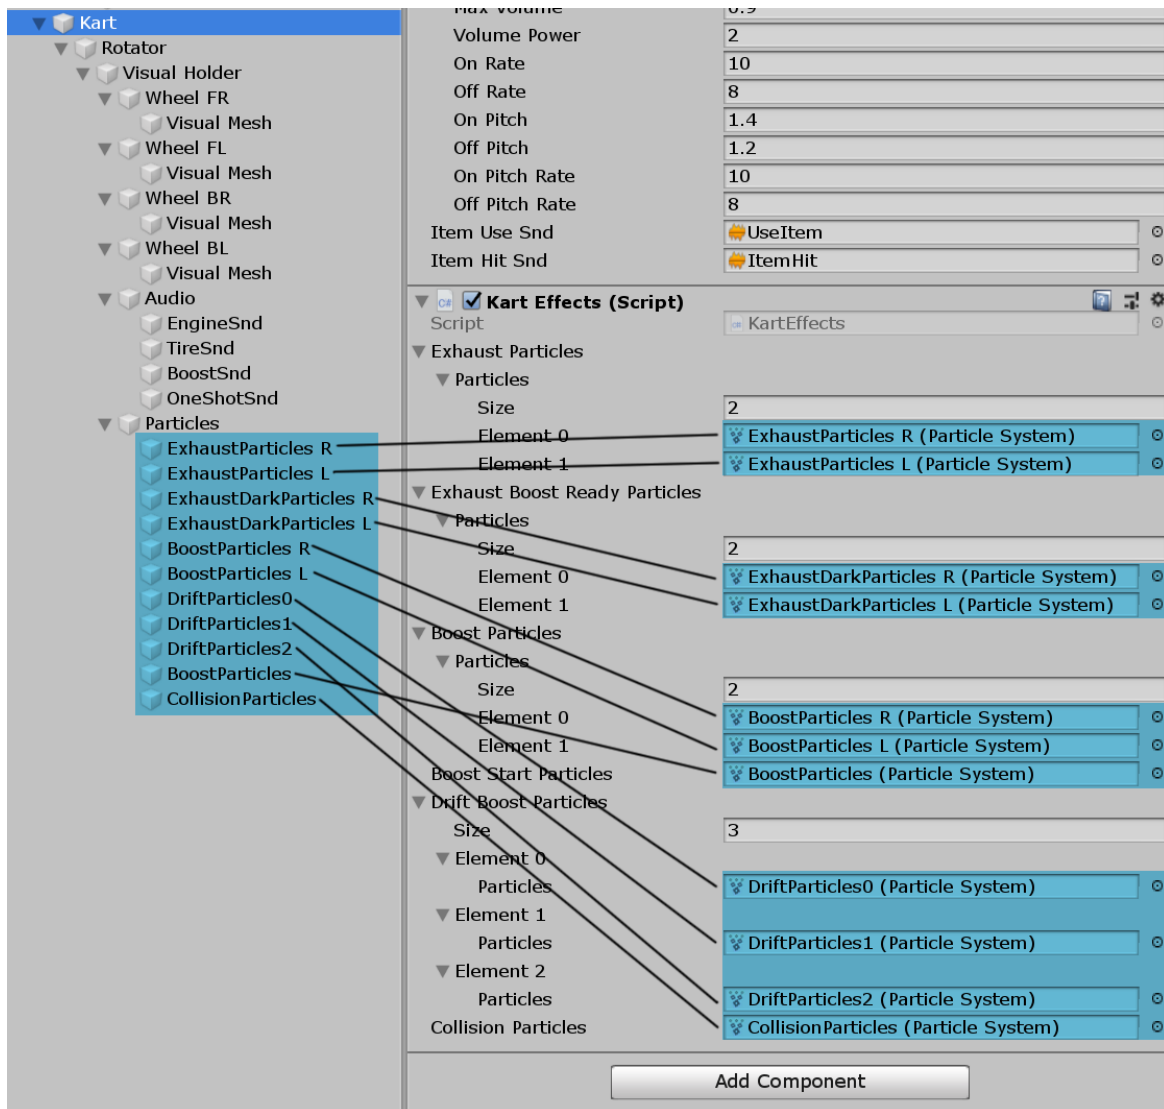 Kart
Rotator
Visual Holder
Wheel FR
Visual Mesh
Wheel FL
Visual Mesh
Wheel BR
Visual Mesh
Wheel BL
Visual Mesh
Audio
EngineSnd
TireSnd
BoostSnd
OneShotSnd
Particles
ExhaustParticles R
ExhaustParticles L
ExhaustDarkParticles R
ExhaustDarkParticles L
BoostParticles R
BoostParticles L
DriftParticles0
DriftParticles1
DriftParticles2
BoostParticles
CollisionParticles
Max Volume 0.9
Volume Power 2
On Rate 10
Off Rate 8
On Pitch 1.4
Off Pitch 1.2
On Pitch Rate 10
Off Pitch Rate 8
Item Use Snd UseItem
Item Hit Snd ItemHit
C# Kart Effects (Script)
Script KartEffects
Exhaust Particles
Particles
Size 2
Element 0 ExhaustParticles R (Particle System)
Element 1 ExhaustParticles L (Particle System)
Exhaust Boost Ready Particles
Particles
Size 2
Element 0 ExhaustDarkParticles R (Particle System)
Element 1 ExhaustDarkParticles L (Particle System)
Boost Particles
Particles
Size 2
Element 0 BoostParticles R (Particle System)
Element 1 BoostParticles L (Particle System)
Boost Start Particles BoostParticles (Particle System)
Drift Boost Particles
Size 3
Element 0
Particles DriftParticles0 (Particle System)
Element 1
Particles DriftParticles1 (Particle System)
Element 2
Particles DriftParticles2 (Particle System)
Collision Particles CollisionParticles (Particle System)
Add Component